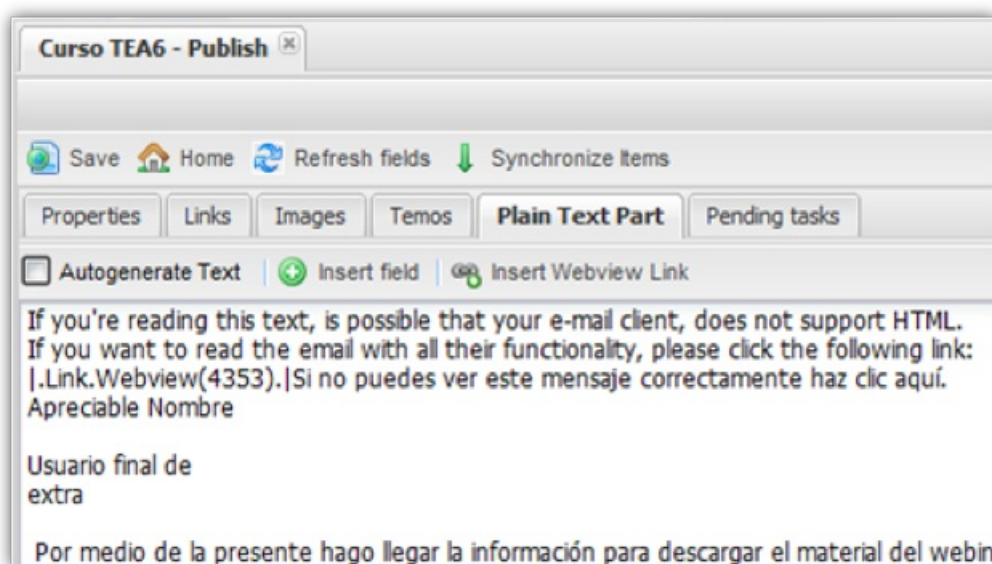 Curso TEA6 - Publish
Save Home Refresh fields Synchronize Items
Properties Links Images Temos Plain Text Part Pending tasks
Autogenerate Text Insert field Insert Webview Link
If you're reading this text, is possible that your e-mail client, does not support HTML.
If you want to read the email with all their functionality, please click the following link:
|.Link.Webview(4353).|Si no puedes ver este mensaje correctamente haz clic aquí.
Apreciable Nombre
Usuario final de
extra
Por medio de la presente hago llegar la información para descargar el material del webin